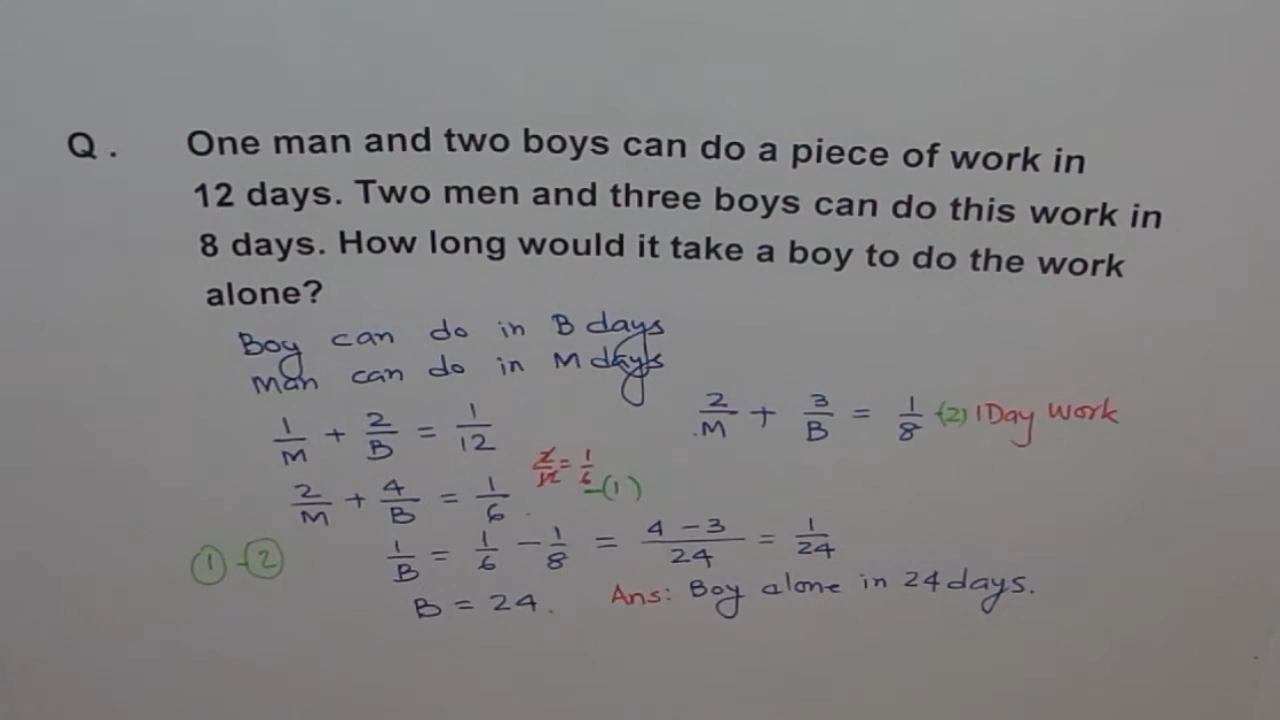 Q. One man and two boys can do a piece of work in
12 days. Two men and three boys can do this work in
8 days. How long would it take a boy to do the work
alone?
Boy can do in B days
Man can do in M days
1/M + 2/B = 1/12
2/M + 3/B = 1/8 (2) 1 Day work
2/M + 4/B = 1/6 -(1)
2/12 = 1/6
① - ② 1/B = 1/6 - 1/8 = (4 - 3)/24 = 1/24
B = 24. Ans: Boy alone in 24 days.